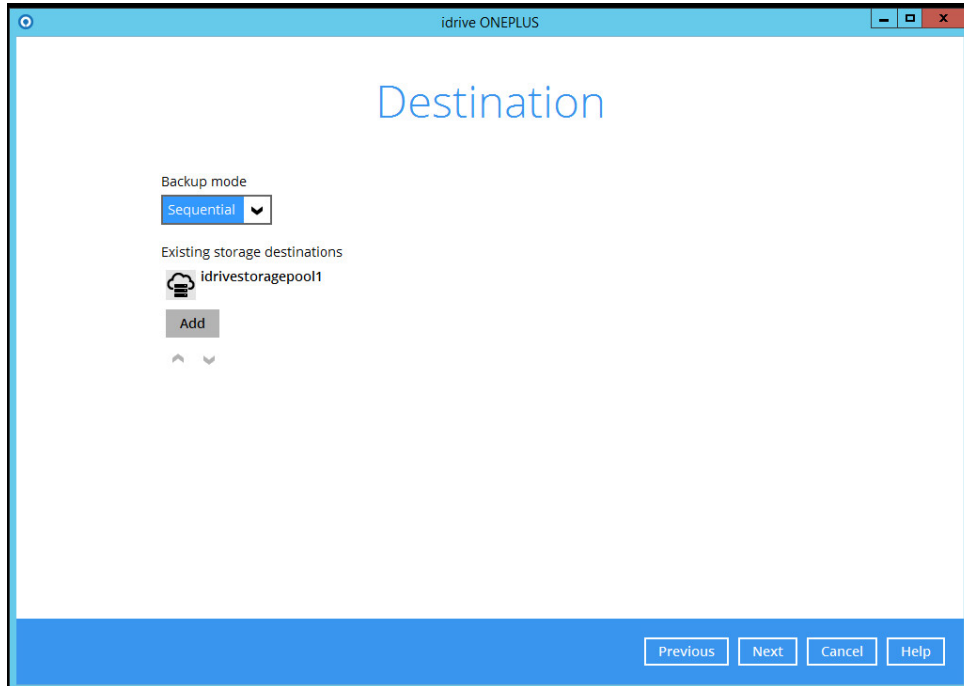 idrive ONEPLUS
Destination
Backup mode
Sequential
Existing storage destinations
idrivestoragepool1
Add
Previous Next Cancel Help